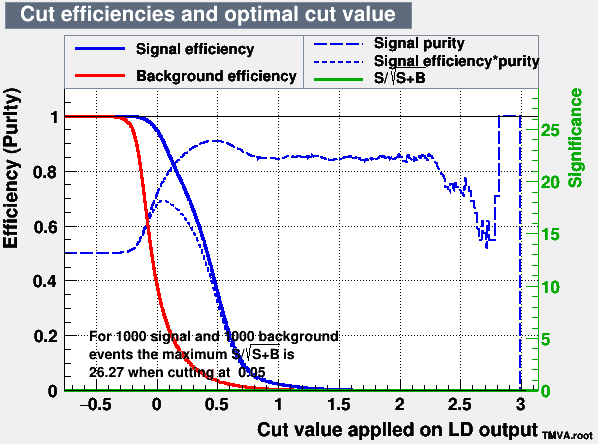 Cut efficiencies and optimal cut value
Signal efficiency
Background efficiency
Signal purity
Signal efficiency*purity
S/√S+B
Efficiency (Purity)
1
0.8
0.6
0.4
0.2
0
25
20
15
10
5
0
Significance
For 1000 signal and 1000 background
events the maximum S/√S+B is
26.27 when cutting at 0.05
−0.5 0 0.5 1 1.5 2 2.5 3
Cut value applied on LD output
TMVA.root